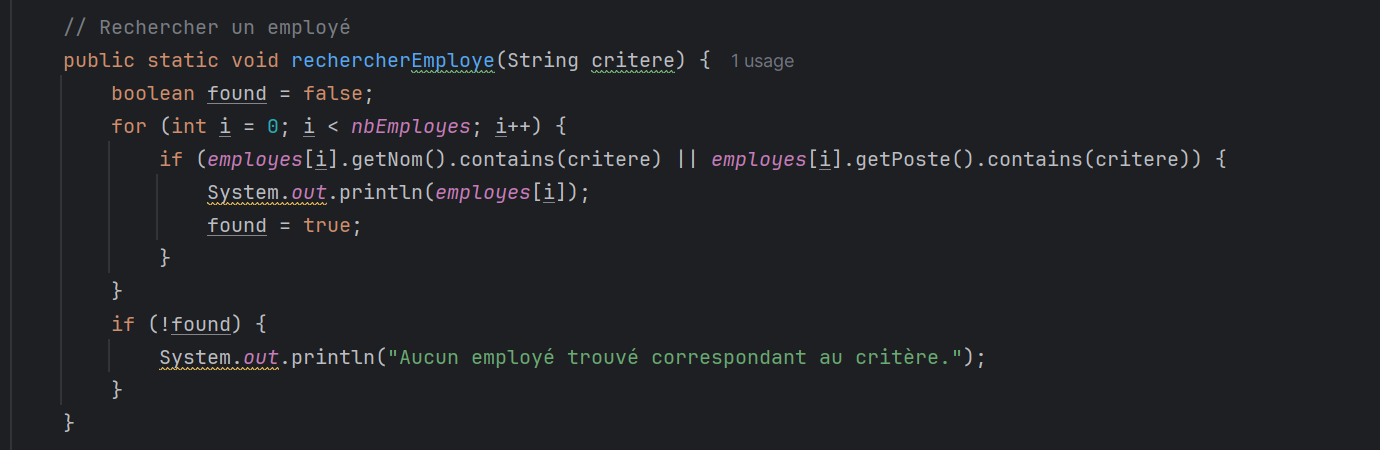 // Rechercher un employé
public static void rechercherEmploye(String critere) { 1 usage
boolean found = false;
for (int i = 0; i < nbEmployes; i++) {
if (employes[i].getNom().contains(critere) || employes[i].getPoste().contains(critere)) {
System.out.println(employes[i]);
found = true;
}
}
if (!found) {
System.out.println("Aucun employé trouvé correspondant au critère.");
}
}